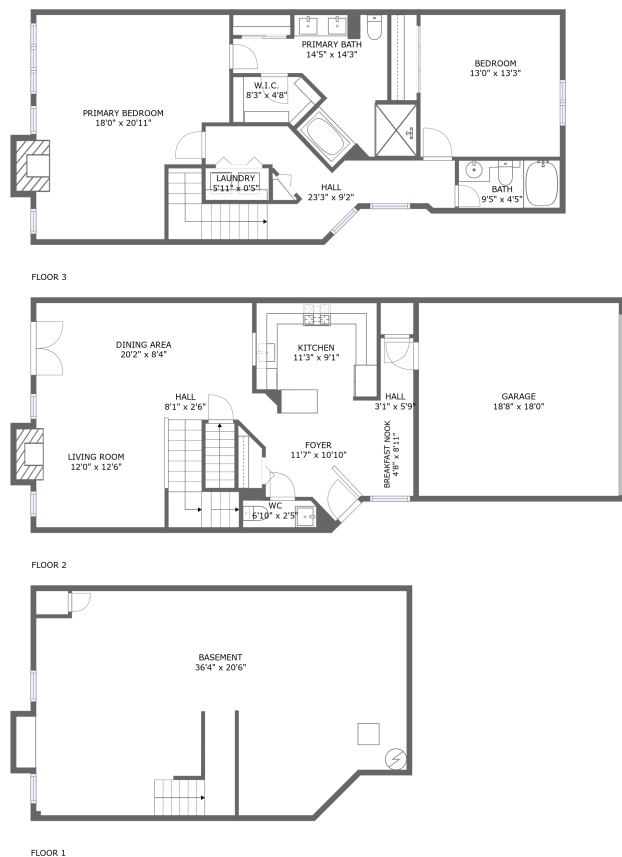 PRIMARY BATH
14'5" x 14'3"
BEDROOM
13'0" x 13'3"
W.I.C.
8'3" x 4'8"
PRIMARY BEDROOM
18'0" x 20'11"
LAUNDRY
5'11" x 0'5"
HALL
23'3" x 9'2"
BATH
9'5" x 4'5"
FLOOR 3
DINING AREA
20'2" x 8'4"
KITCHEN
11'3" x 9'1"
HALL
8'1" x 2'6"
HALL
3'1" x 5'9"
GARAGE
18'8" x 18'0"
LIVING ROOM
12'0" x 12'6"
FOYER
11'7" x 10'10"
BREAKFAST NOOK
4'8" x 8'11"
WC
6'10" x 2'5"
FLOOR 2
BASEMENT
36'4" x 20'6"
FLOOR 1